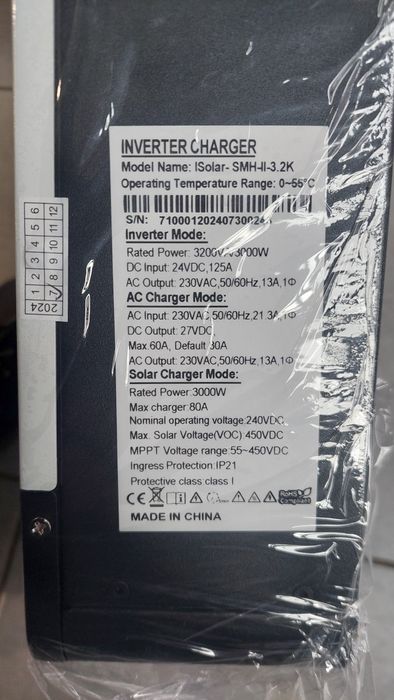 INVERTER CHARGER
Model Name: ISolar- SMH-II-3.2K
Operating Temperature Range: 0~55°C
S/N:
Inverter Mode:
Rated Power: 3200VA/3000W
DC Input: 24VDC,125A
AC Output: 230VAC,50/60Hz,13A,1Φ
AC Charger Mode:
AC Input: 230VAC,50/60Hz,21.3A,1Φ
DC Output: 27VDC
Max.60A, Default 30A
AC Output: 230VAC,50/60Hz,13A,1Φ
Solar Charger Mode:
Rated Power:3000W
Max charger:80A
Nominal operating voltage:240VDC
Max. Solar Voltage(VOC):450VDC
MPPT Voltage range 55~450VDC
Ingress Protection:IP21
Protective class:class I
CE RoHS Compliant
MADE IN CHINA
2024 1 2 3 4 5 6
7 8 9 10 11 12